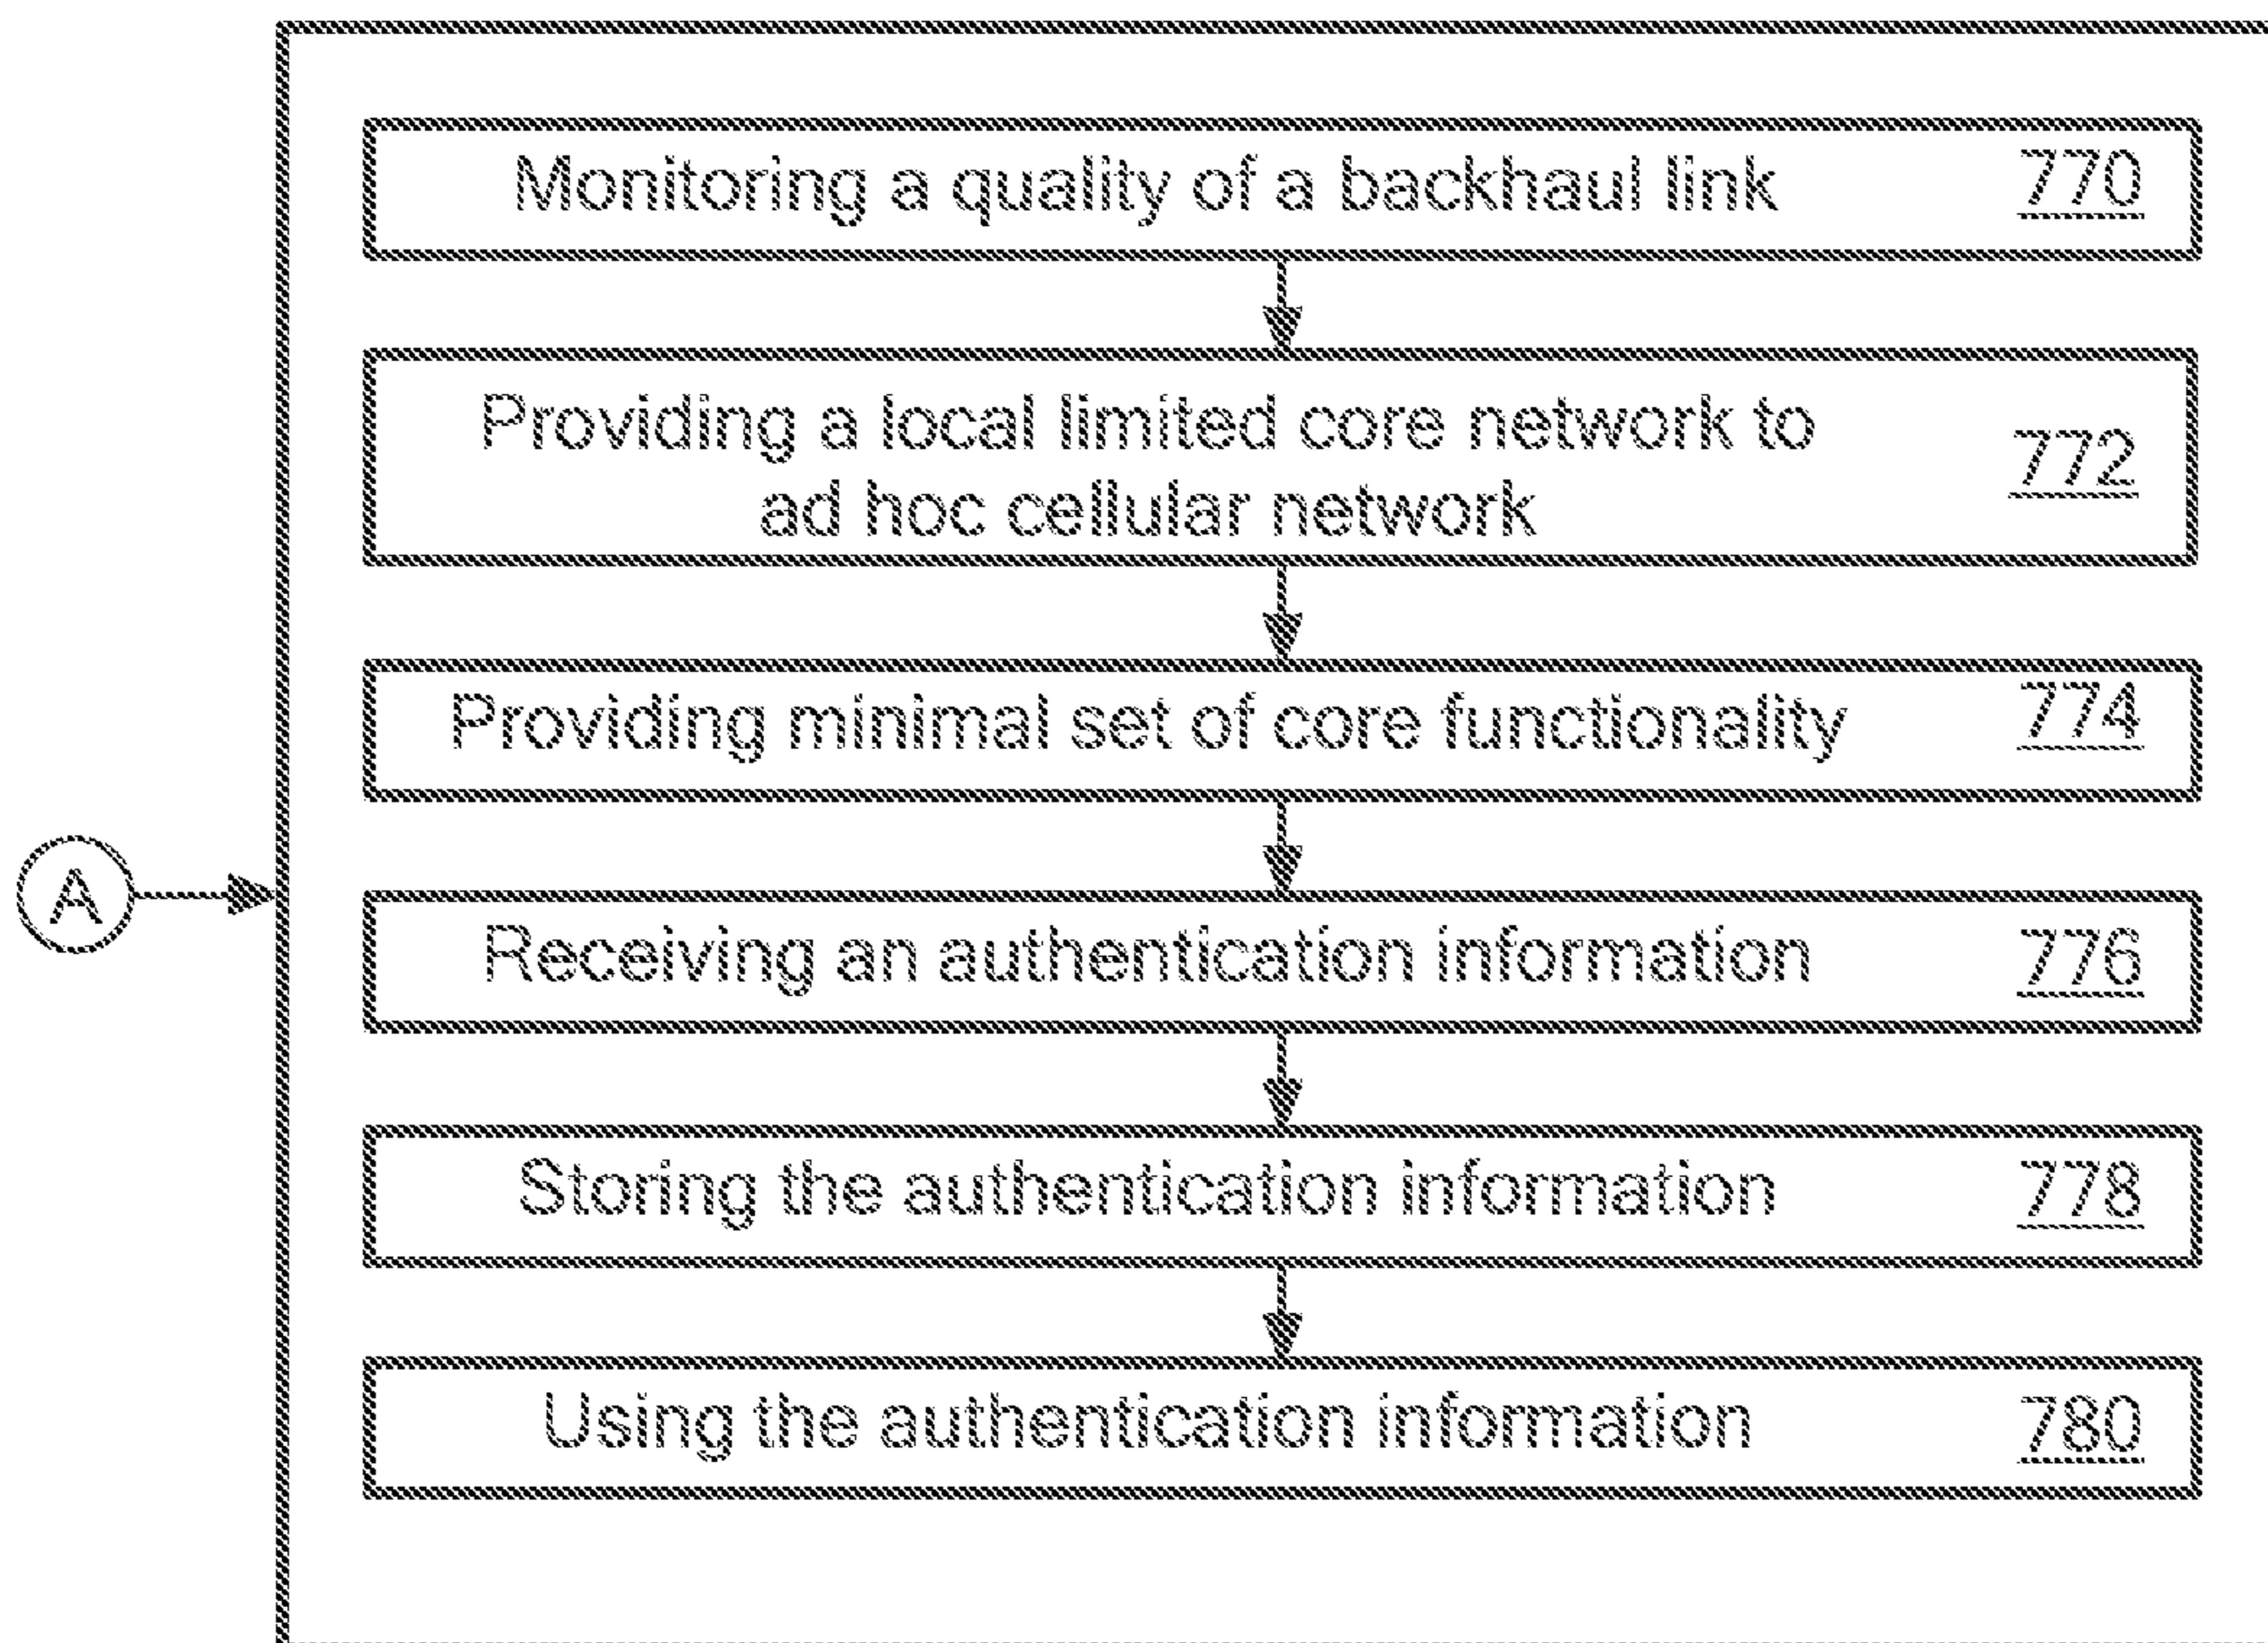 Monitoring a quality of a backhaul link 770
Providing a local limited core network to
ad hoc cellular network 772
Providing minimal set of core functionality 774
A
Receiving an authentication information 776
Storing the authentication information 778
Using the authentication information 780